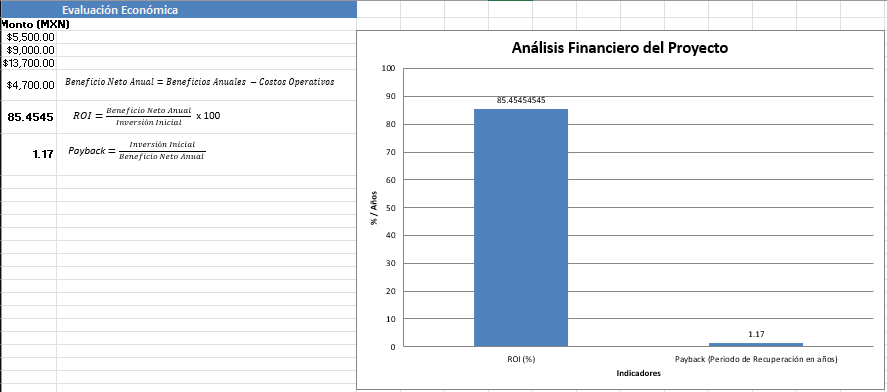 Evaluación Económica
Monto (MXN)
$5,500.00
$9,000.00
$13,700.00
$4,700.00 Beneficio Neto Anual = Beneficios Anuales − Costos Operativos
85.4545 ROI = Beneficio Neto Anual / Inversión Inicial x 100
1.17 Payback = Inversión Inicial / Beneficio Neto Anual
Análisis Financiero del Proyecto
100
90
80
70
60
50
40
30
20
10
0
% / Años
85.45454545
1.17
ROI (%)
Payback (Periodo de Recuperación en años)
Indicadores